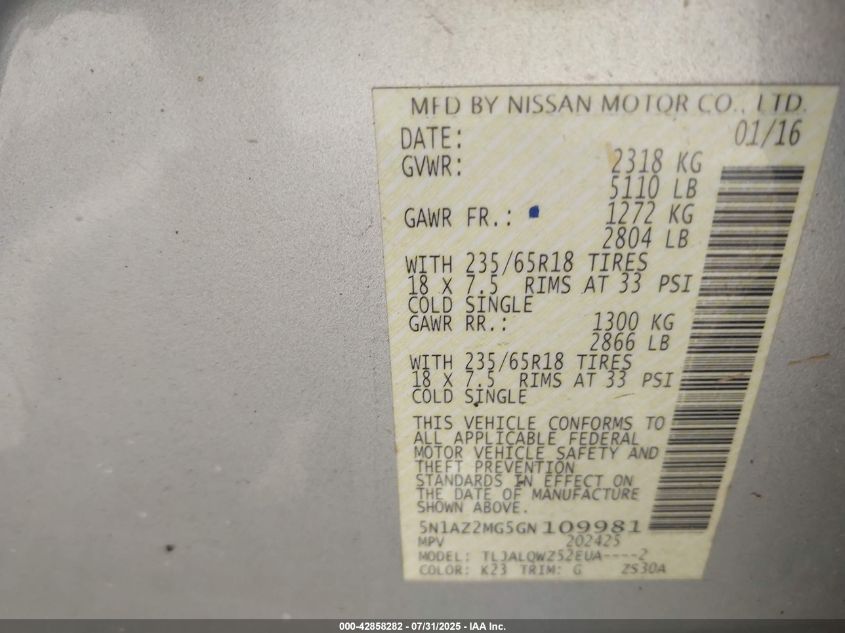 MFD BY NISSAN MOTOR CO., LTD.
DATE: 01/16
GVWR: 2318 KG
5110 LB
GAWR FR.: 1272 KG
2804 LB
WITH 235/65R18 TIRES
18 X 7.5 RIMS AT 33 PSI
COLD SINGLE
GAWR RR.: 1300 KG
2866 LB
WITH 235/65R18 TIRES
18 X 7.5 RIMS AT 33 PSI
COLD SINGLE
THIS VEHICLE CONFORMS TO
ALL APPLICABLE FEDERAL
MOTOR VEHICLE SAFETY AND
THEFT PREVENTION
STANDARDS IN EFFECT ON
THE DATE OF MANUFACTURE
SHOWN ABOVE.
5N1AZ2MG5GN109981
MPV 202425
MODEL: TLJALQWZ52EUA----2
COLOR: K23 TRIM: G ZS30A
000-42858282 - 07/31/2025 - IAA Inc.